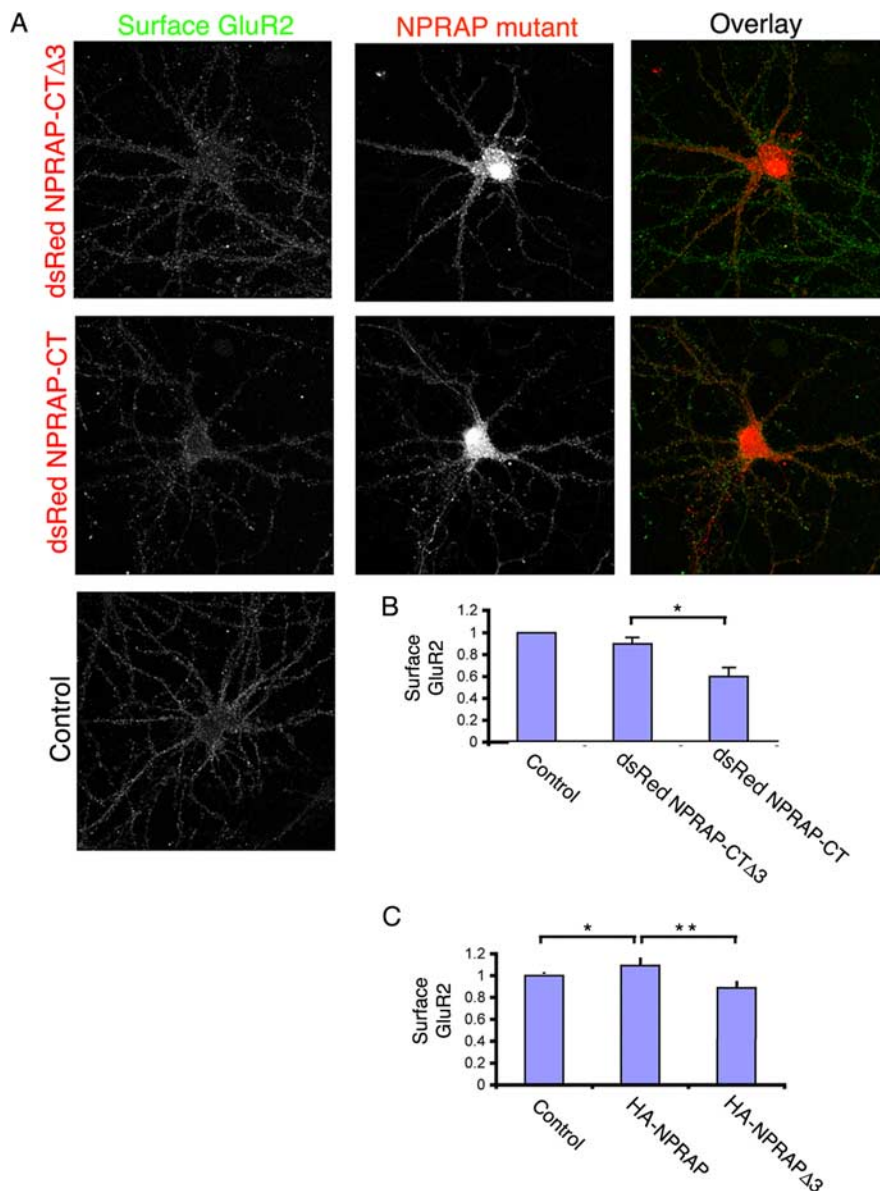 A
Surface GluR2
NPRAP mutant
Overlay
dsRed NPRAP-CTΔ3
dsRed NPRAP-CT
Control
B
*
1.2
1
0.8
0.6
0.4
0.2
0
Surface
GluR2
Control
dsRed NPRAP-CTΔ3
dsRed NPRAP-CT
C
*
**
1.2
1
0.8
0.6
0.4
0.2
0
Surface
GluR2
Control
HA-NPRAP
HA-NPRAPΔ3